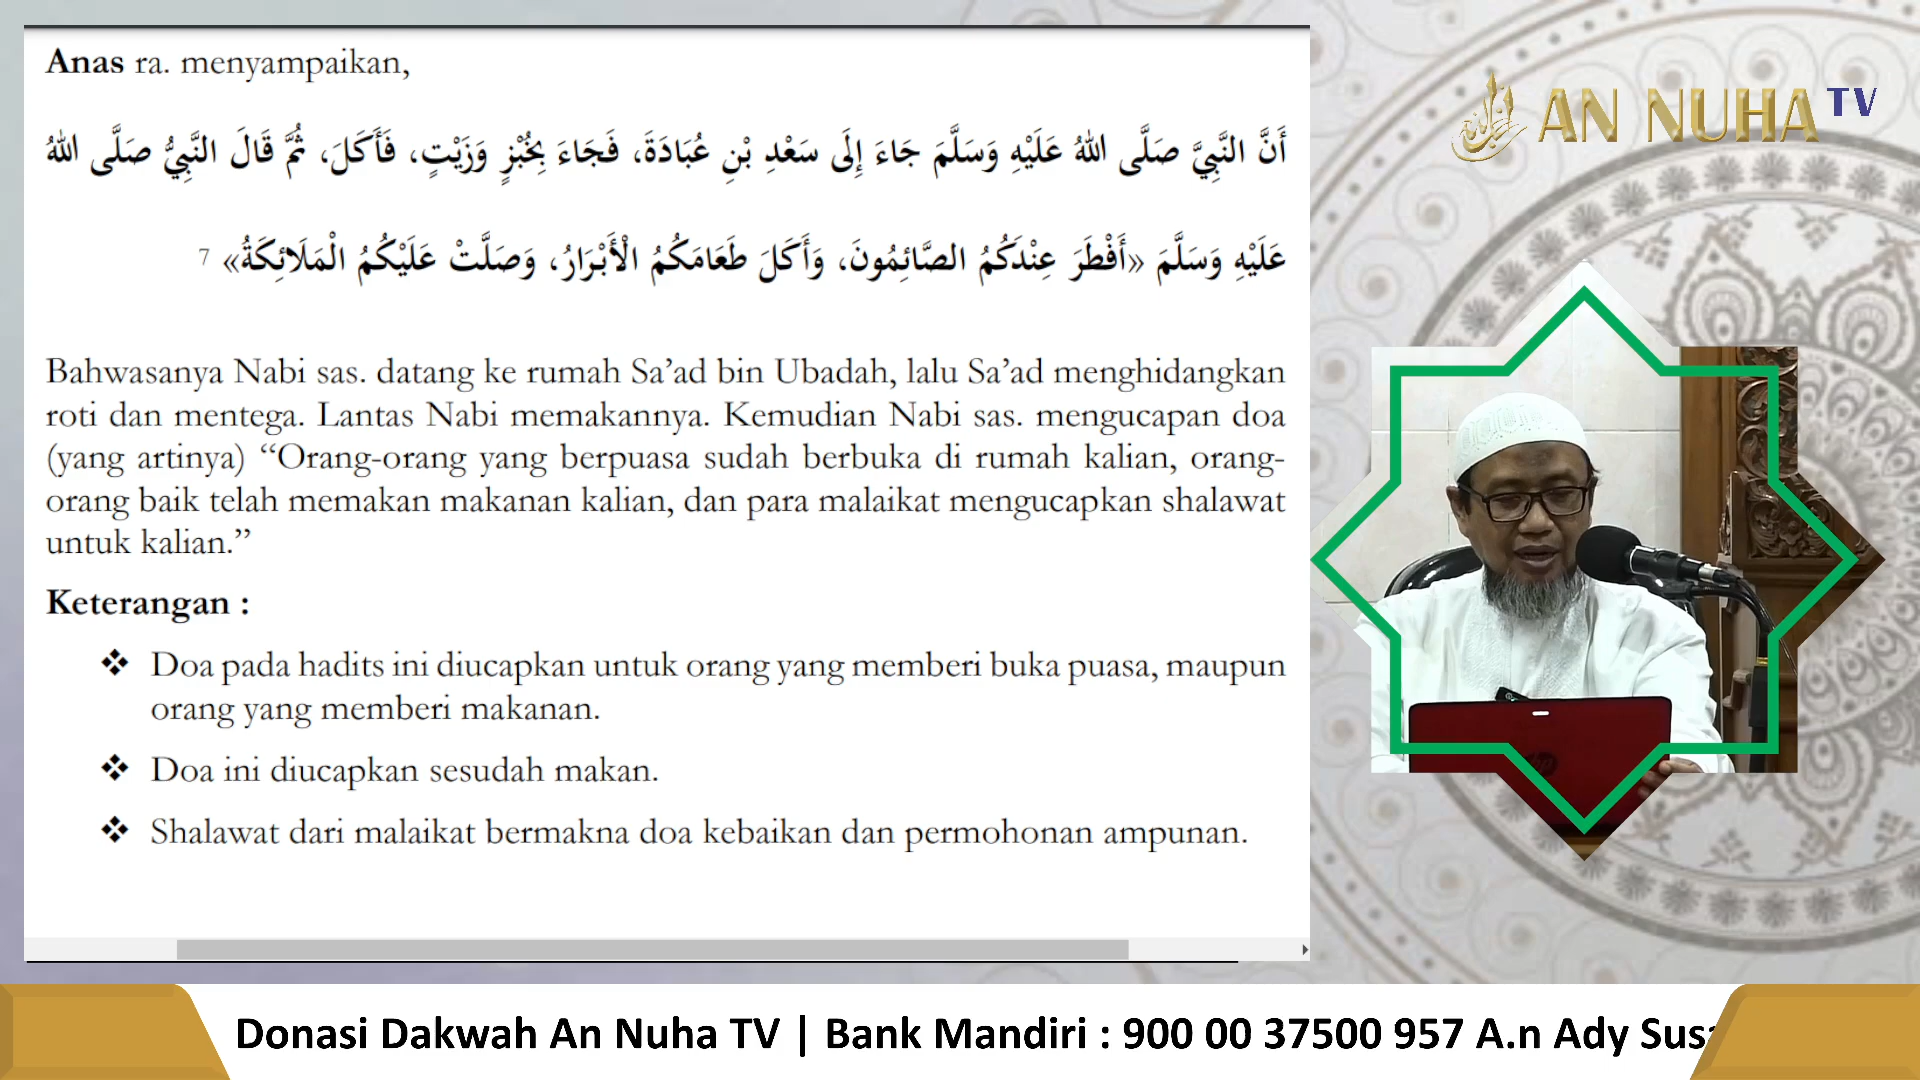 Anas ra. menyampaikan,
أَنَّ النَّبِيَّ صَلَّى اللهُ عَلَيْهِ وَسَلَّمَ جَاءَ إِلَى سَعْدِ بْنِ عُبَادَةَ، فَجَاءَ بِخُبْزٍ وَزَيْتٍ، فَأَكَلَ، ثُمَّ قَالَ النَّبِيُّ صَلَّى اللهُ
عَلَيْهِ وَسَلَّمَ «أَفْطَرَ عِنْدَكُمُ الصَّائِمُونَ، وَأَكَلَ طَعَامَكُمُ الْأَبْرَارُ، وَصَلَّتْ عَلَيْكُمُ الْمَلَائِكَةُ» 7
Bahwasanya Nabi sas. datang ke rumah Sa’ad bin Ubadah, lalu Sa’ad menghidangkan
roti dan mentega. Lantas Nabi memakannya. Kemudian Nabi sas. mengucapan doa
(yang artinya) “Orang-orang yang berpuasa sudah berbuka di rumah kalian, orang-
orang baik telah memakan makanan kalian, dan para malaikat mengucapkan shalawat
untuk kalian.”
Keterangan :
❖ Doa pada hadits ini diucapkan untuk orang yang memberi buka puasa, maupun
orang yang memberi makanan.
❖ Doa ini diucapkan sesudah makan.
❖ Shalawat dari malaikat bermakna doa kebaikan dan permohonan ampunan.
AN NUHA TV
hp
Donasi Dakwah An Nuha TV | Bank Mandiri : 900 00 37500 957 A.n Ady Susa